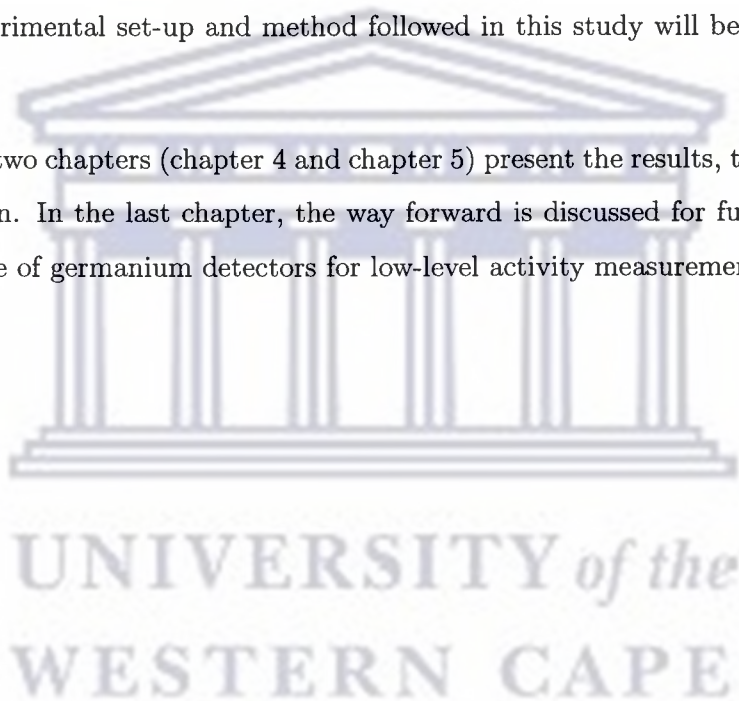 rimental set-up and method followed in this study will be
two chapters (chapter 4 and chapter 5) present the results, t
n. In the last chapter, the way forward is discussed for fu
e of germanium detectors for low-level activity measuremen
UNIVERSITY of the
WESTERN CAPE